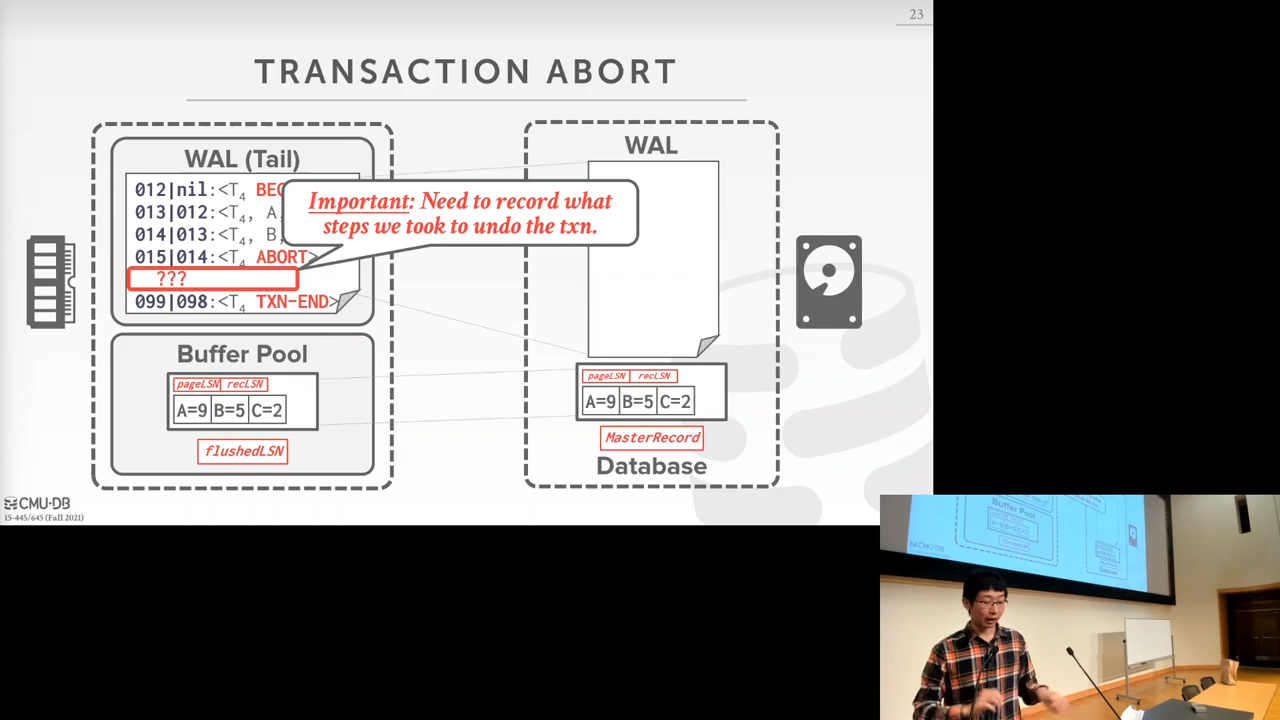 23
TRANSACTION ABORT
WAL (Tail)
012|nil:<T4 BE
013|012:<T4, A
014|013:<T4, B
015|014:<T4 ABORT>
???
099|098:<T4 TXN-END>
Important: Need to record what
steps we took to undo the txn.
Buffer Pool
pageLSN recLSN
A=9 B=5 C=2
flushedLSN
WAL
pageLSN recLSN
A=9 B=5 C=2
MasterRecord
Database
CMU·DB
15-445/645 (Fall 2021)
Buffer Pool